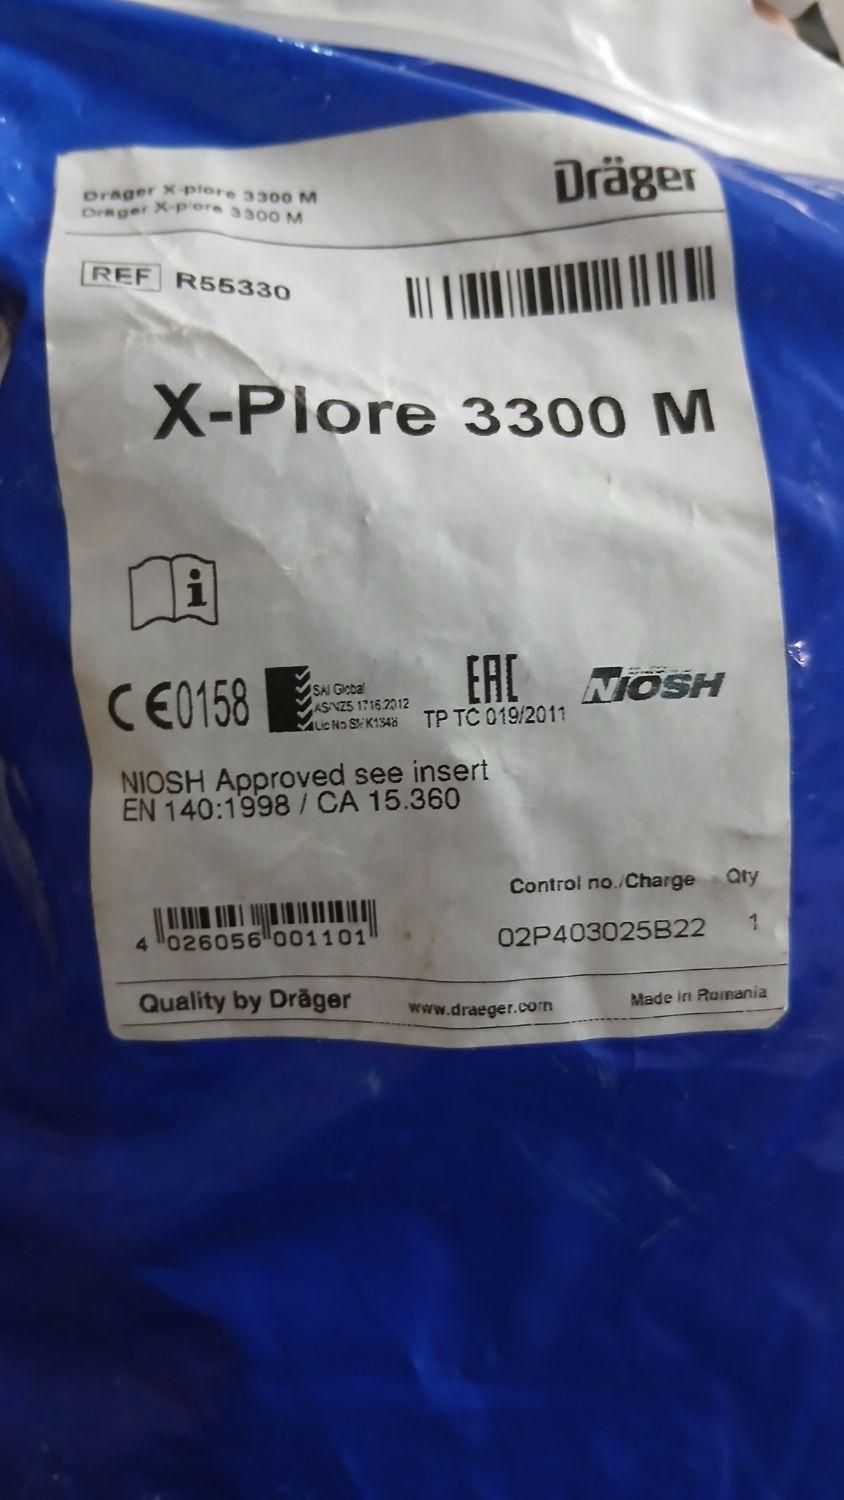 Dräger
Dräger X-plore 3300 M
Dräger X-plore 3300 M
REF R55330
X-Plore 3300 M
i
CE0158
SAI Global
AS/NZS 1716:2012
Lic No
EAC
TP TC 019/2011
NIOSH
NIOSH Approved see insert
EN 140:1998 / CA 15.360
Control no./Charge Qty
02P403025B22 1
4 026056 001101
Quality by Dräger www.draeger.com Made in Romania